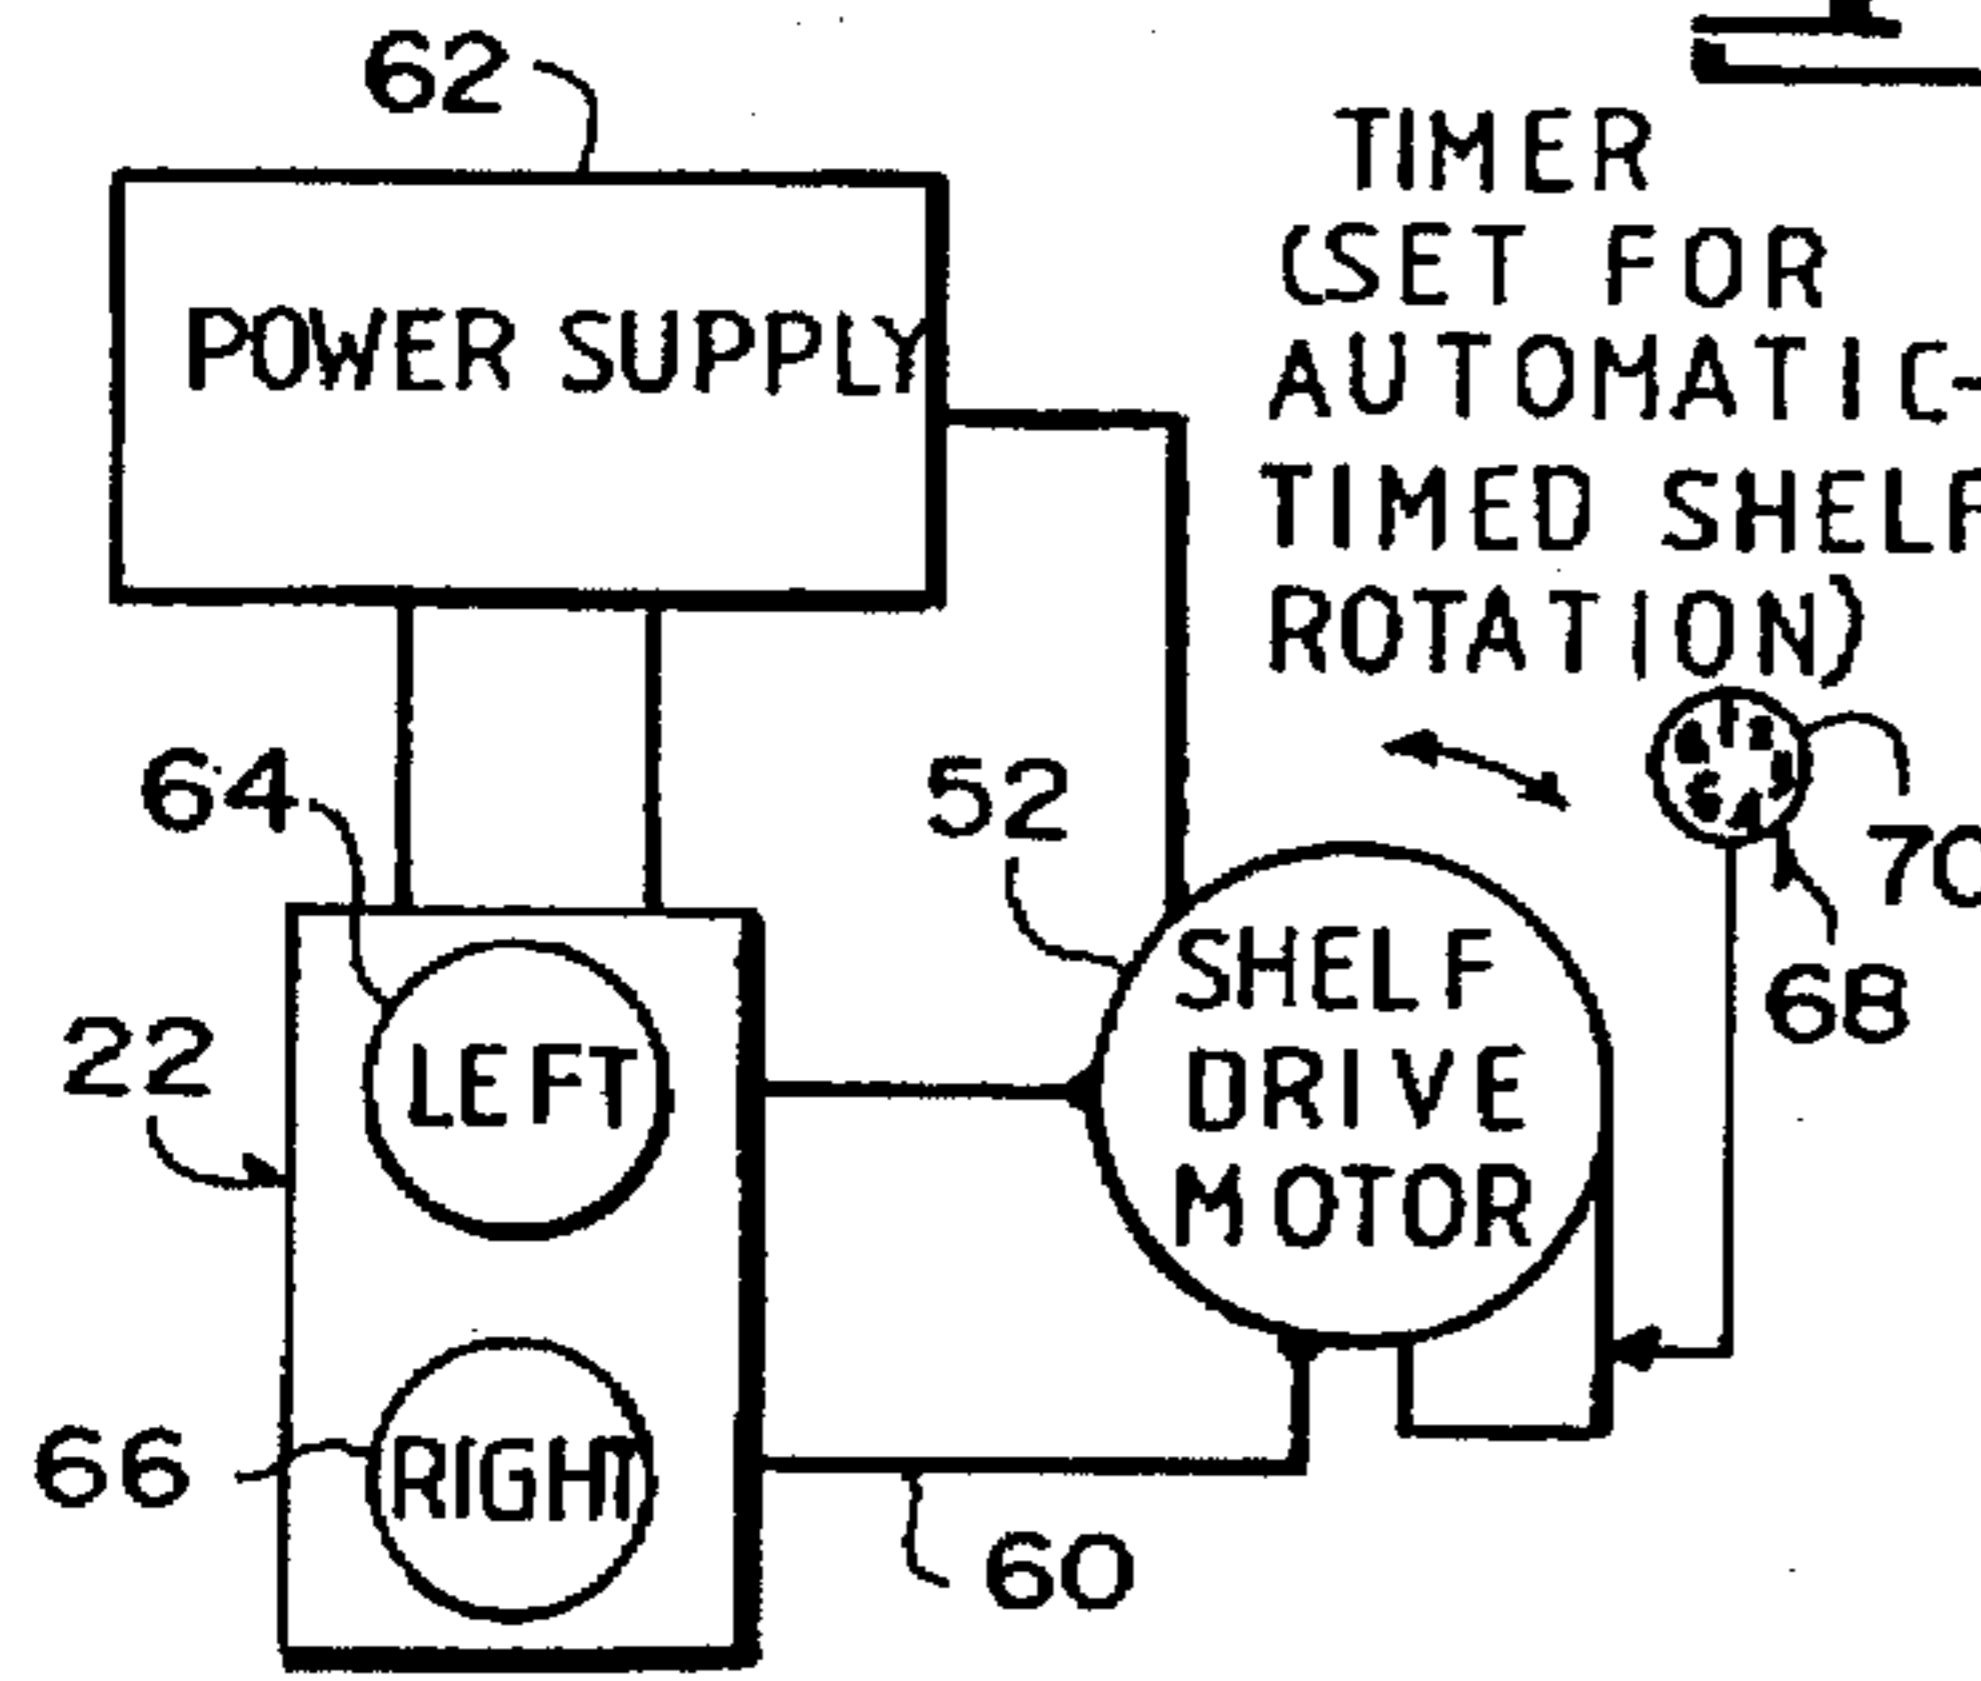 62
TIMER
(SET FOR
AUTOMATIC-
TIMED SHELF
ROTATION)
POWER SUPPLY
64
52
70
68
22
LEFT
SHELF
DRIVE
MOTOR
66
RIGHT
60